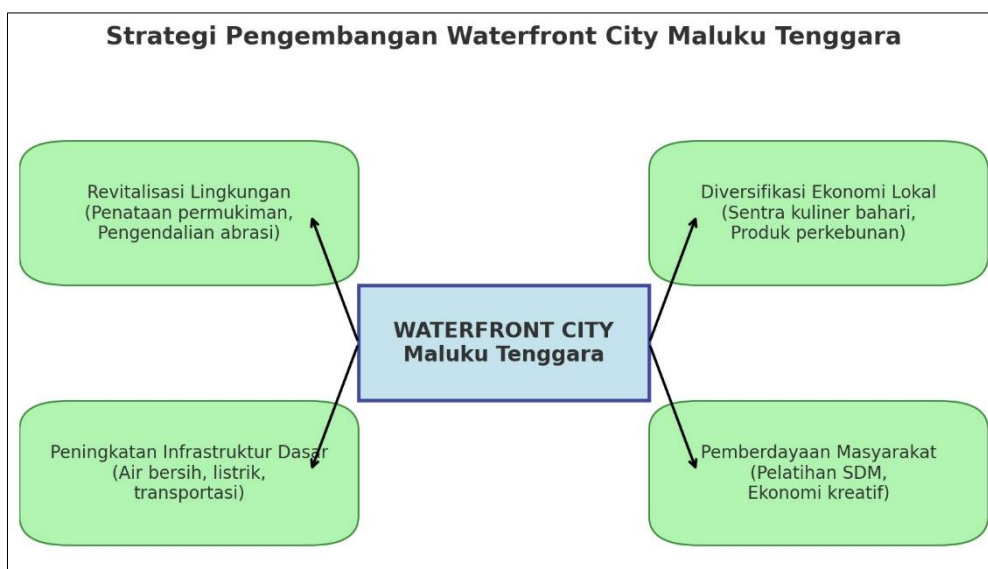 Strategi Pengembangan Waterfront City Maluku Tenggara
Revitalisasi Lingkungan
(Penataan permukiman,
Pengendalian abrasi)
Diversifikasi Ekonomi Lokal
(Sentra kuliner bahari,
Produk perkebunan)
WATERFRONT CITY
Maluku Tenggara
Peningkatan Infrastruktur Dasar
(Air bersih, listrik,
transportasi)
Pemberdayaan Masyarakat
(Pelatihan SDM,
Ekonomi kreatif)